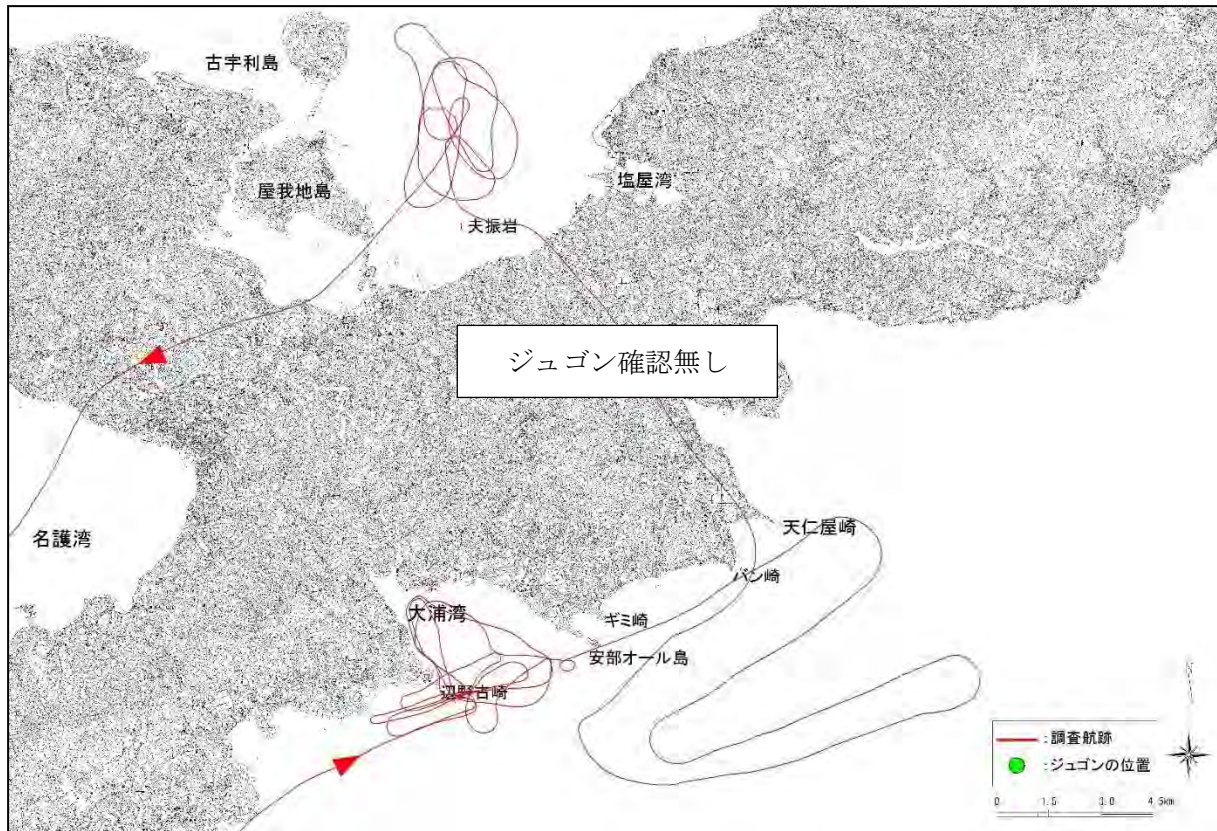 古宇利島
屋我地島
塩屋湾
夫振岩
ジュゴン確認無し
名護湾
天仁屋崎
バン崎
大浦湾
ギミ崎
安部オール島
辺野古崎
:調査航跡
:ジュゴンの位置
0 1.5 3.0 4.5km